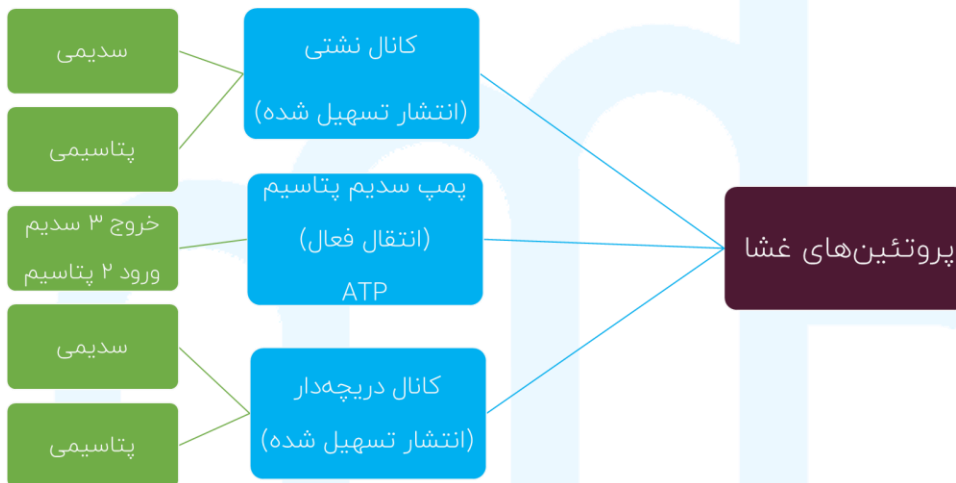 پروتئین‌های غشا
کانال نشتی
(انتشار تسهیل شده)
سدیمی
پتاسیمی
پمپ سدیم پتاسیم
(انتقال فعال)
ATP
خروج ۳ سدیم
ورود ۲ پتاسیم
کانال دریچه‌دار
(انتشار تسهیل شده)
سدیمی
پتاسیمی